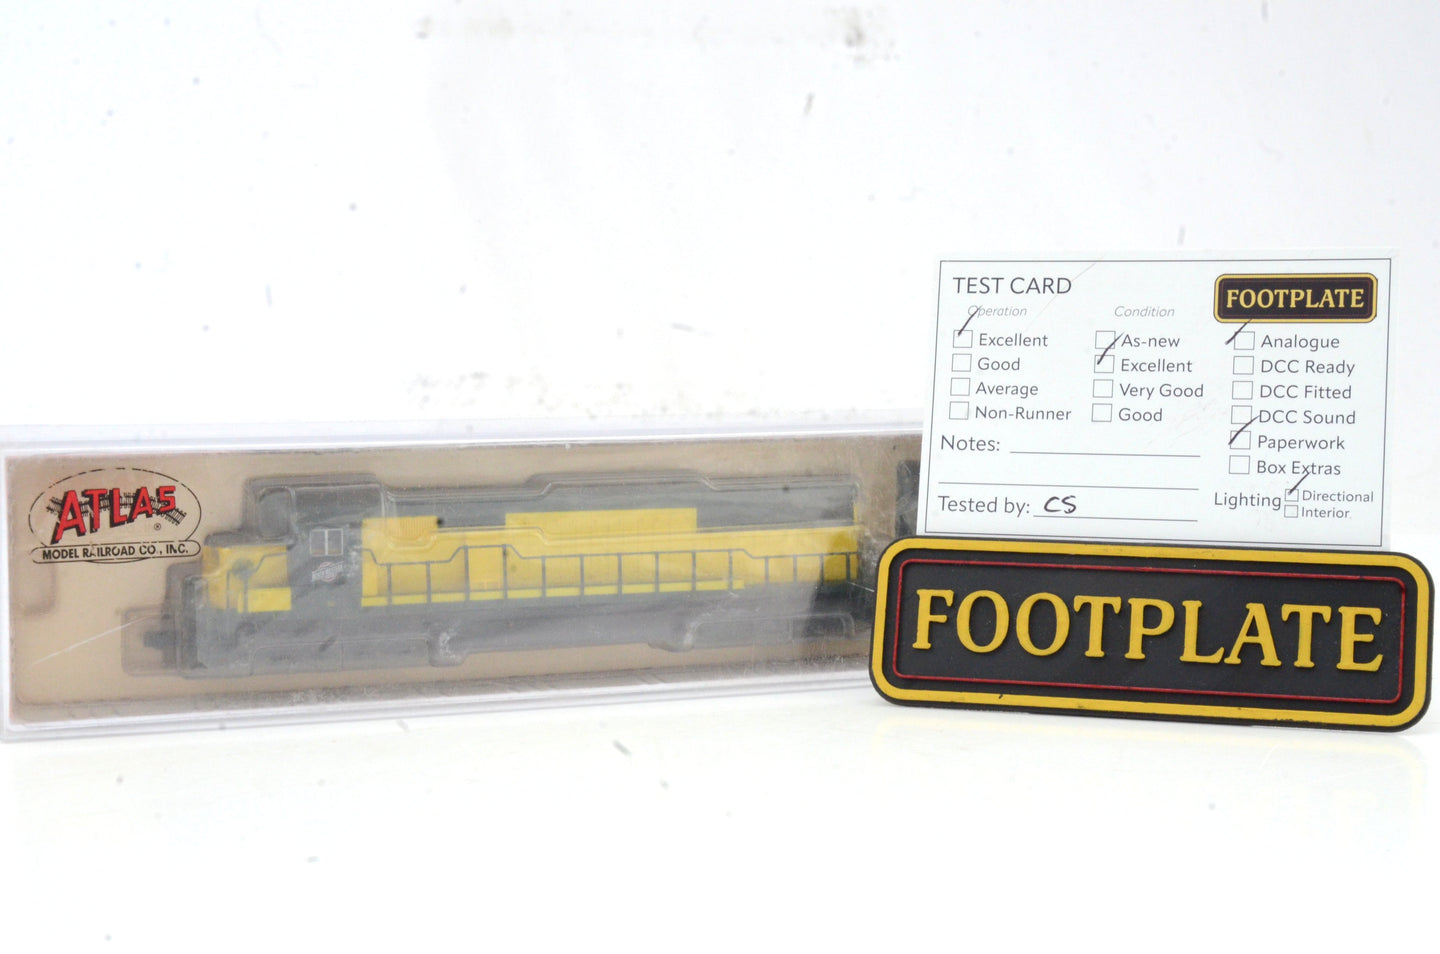 ATLAS
®
MODEL RAILROAD CO., INC.
TEST CARD
FOOTPLATE
Operation
Excellent
Good
Average
Non-Runner
Condition
As-new
Excellent
Very Good
Good
Analogue
DCC Ready
DCC Fitted
DCC Sound
Paperwork
Box Extras
Notes:
Tested by: CS
Lighting
Directional
Interior
FOOTPLATE